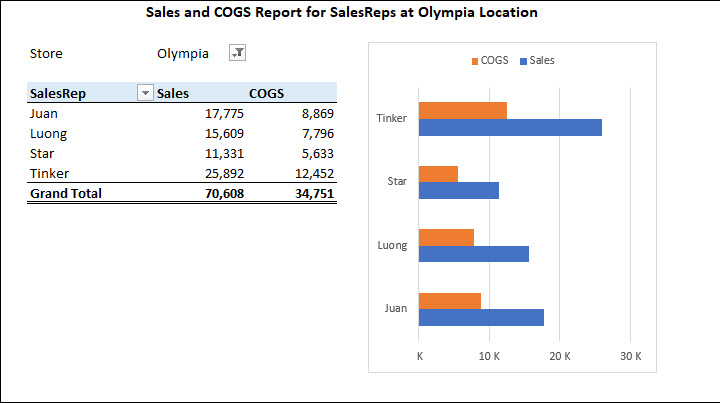 Sales and COGS Report for SalesReps at Olympia Location
Store Olympia
SalesRep Sales COGS
Juan 17,775 8,869
Luong 15,609 7,796
Star 11,331 5,633
Tinker 25,892 12,452
Grand Total 70,608 34,751
COGS Sales
Tinker
Star
Luong
Juan
K 10 K 20 K 30 K